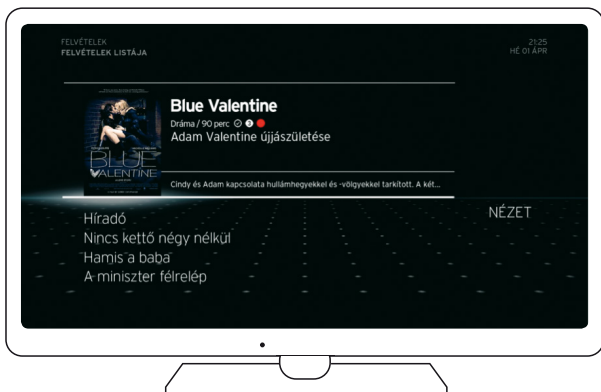 FELVÉTELEK
FELVÉTELEK LISTÁJA
21:25
HÉ 01 ÁPR
Blue Valentine
Dráma / 90 perc
Adam Valentine újjászületése
BLUE
VALENTINE
Cindy és Adam kapcsolata hullámhegyekkel és -völgyekkel tarkított. A két...
NÉZET
Híradó
Nincs kettő négy nélkül
Hamis a baba
A miniszter félrelép